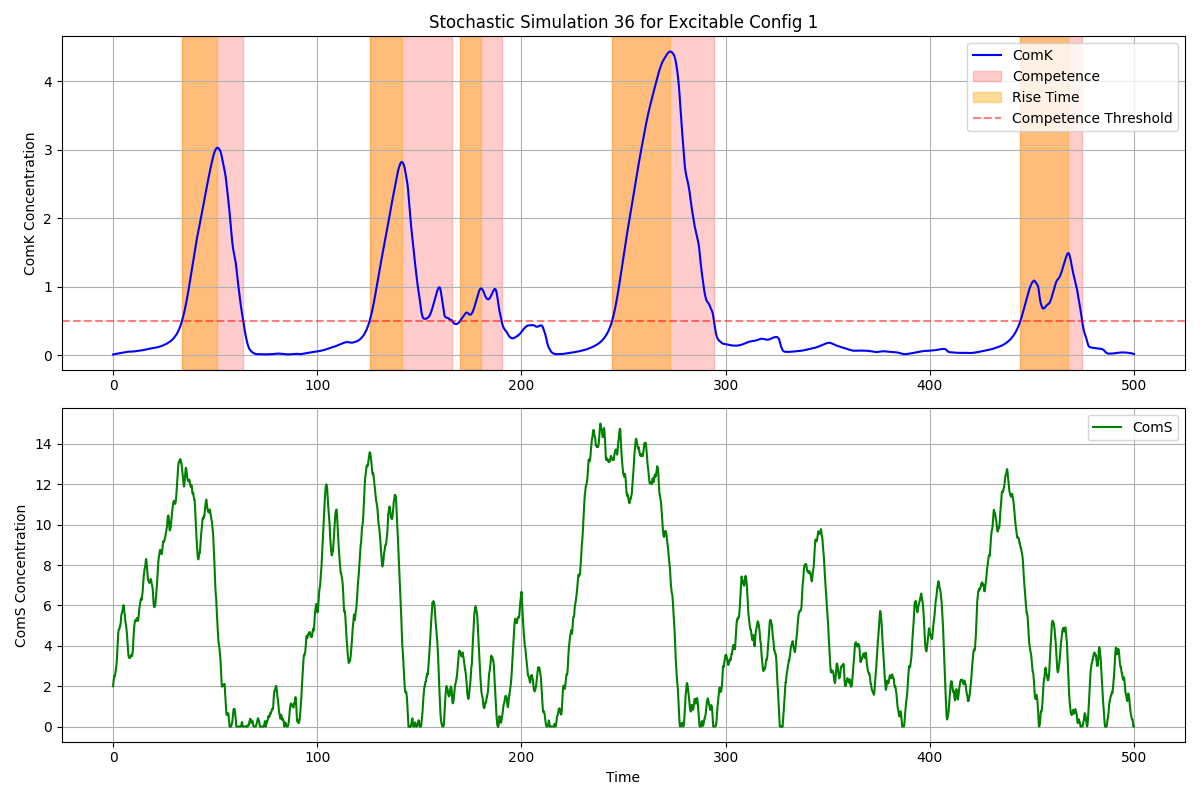 Stochastic Simulation 36 for Excitable Config 1
ComK Concentration
4
3
2
1
0
ComK
Competence
Rise Time
Competence Threshold
0 100 200 300 400 500
ComS Concentration
14
12
10
8
6
4
2
0
ComS
0 100 200 300 400 500
Time